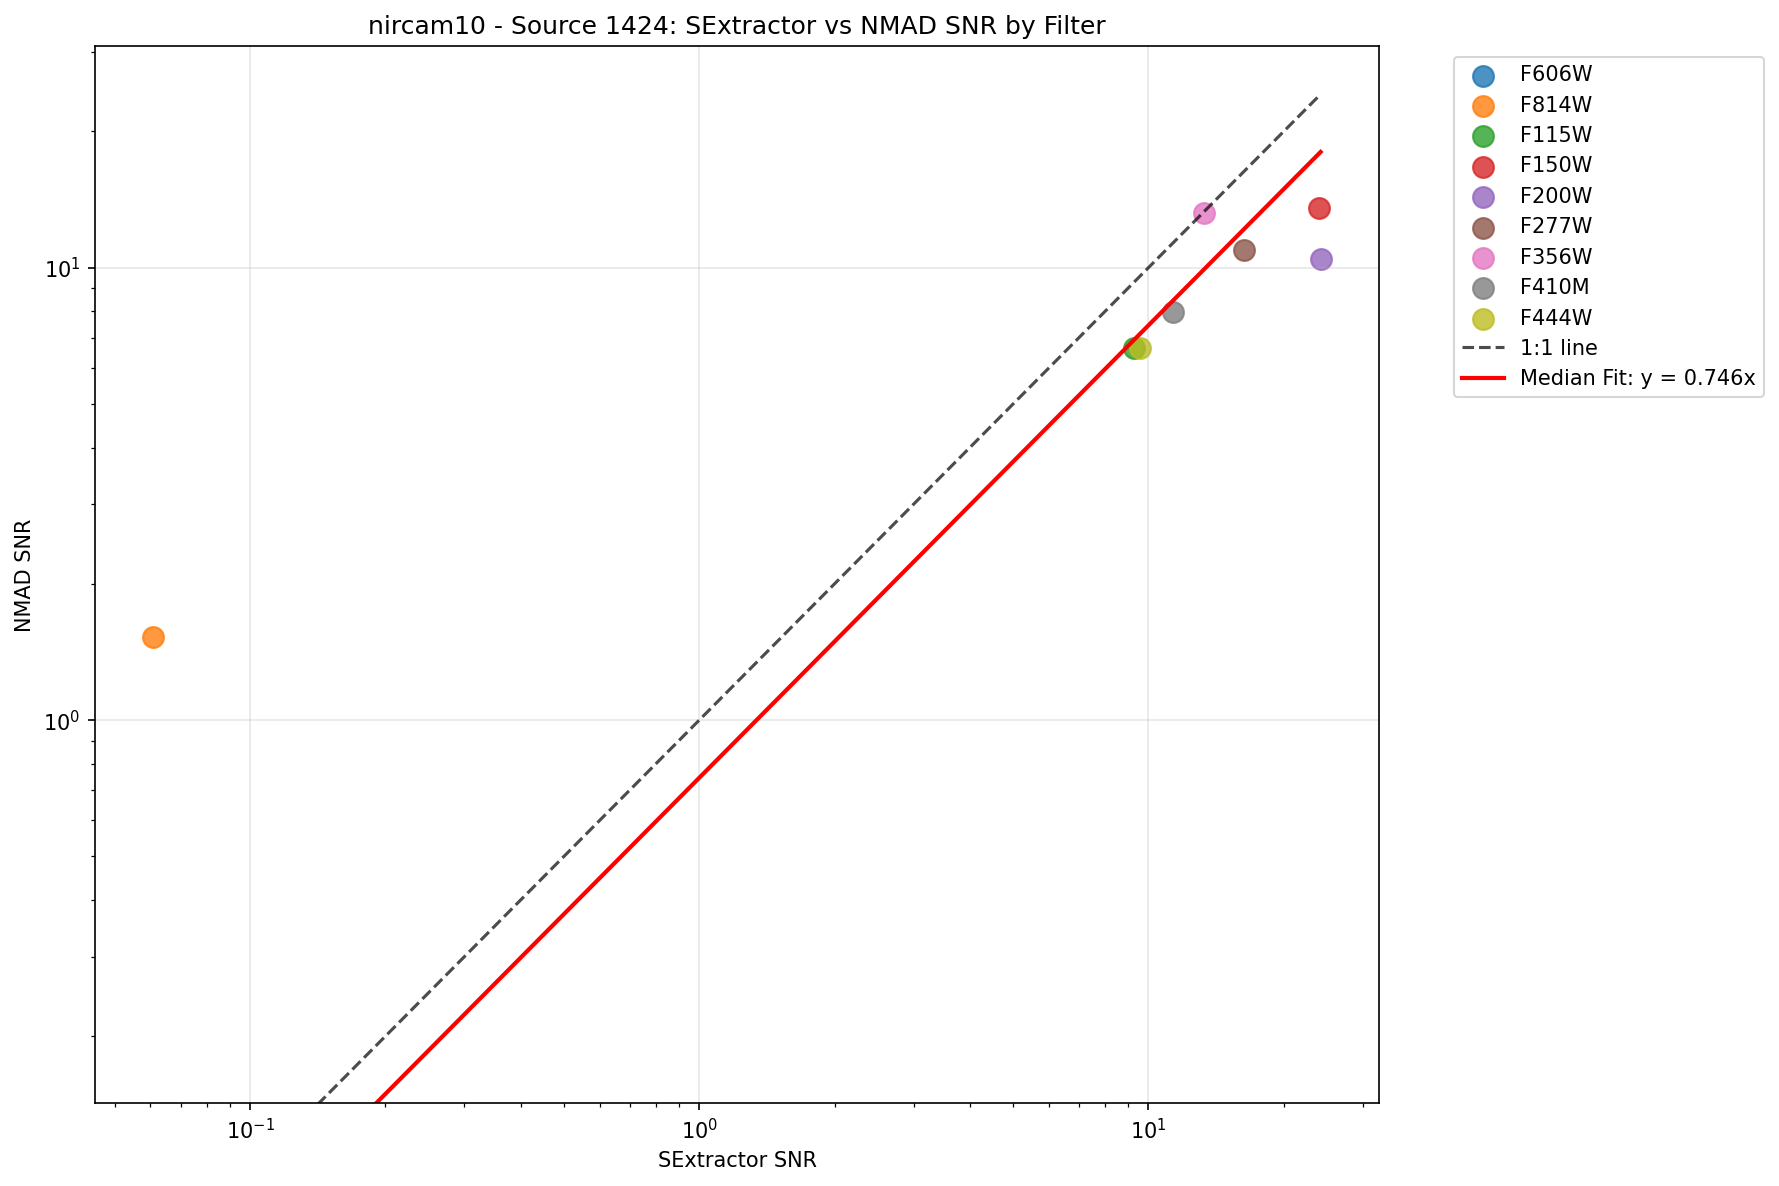 nircam10 - Source 1424: SExtractor vs NMAD SNR by Filter
F606W
F814W
F115W
F150W
F200W
F277W
F356W
F410M
F444W
1:1 line
Median Fit: y = 0.746x
NMAD SNR
10¹
10⁰
10⁻¹
10⁰
10¹
SExtractor SNR